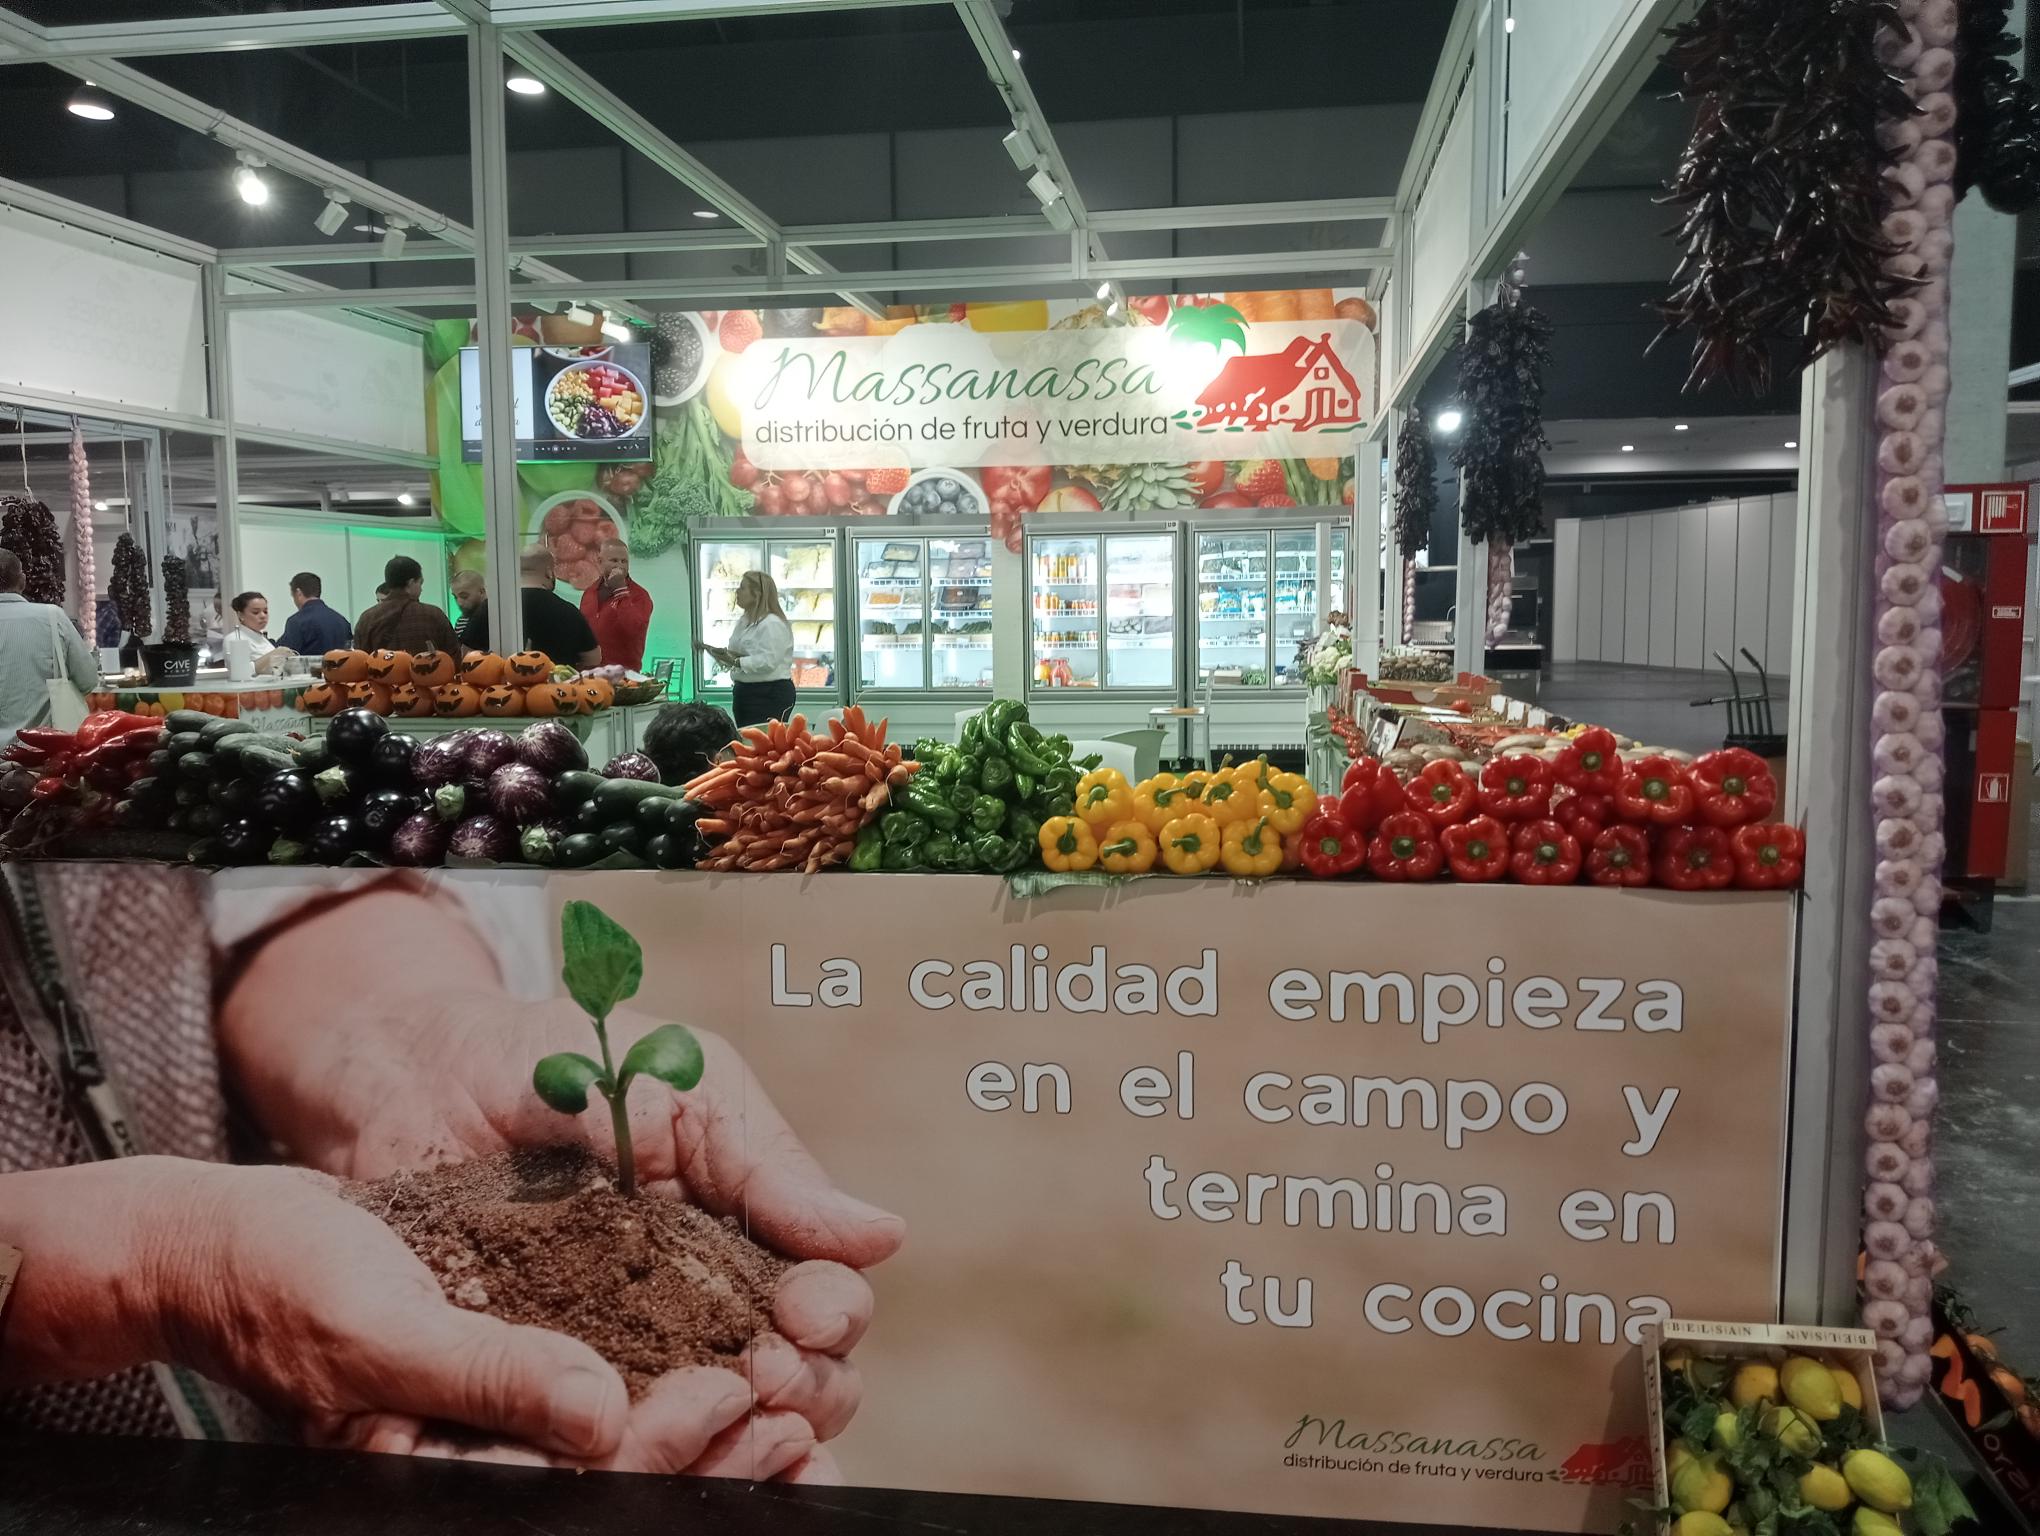 Massanassa
distribución de fruta y verdura
CAVE
La calidad empieza
en el campo y
termina en
tu cocina
BELSAN BELSAN
Massanassa
distribución de fruta y verdura